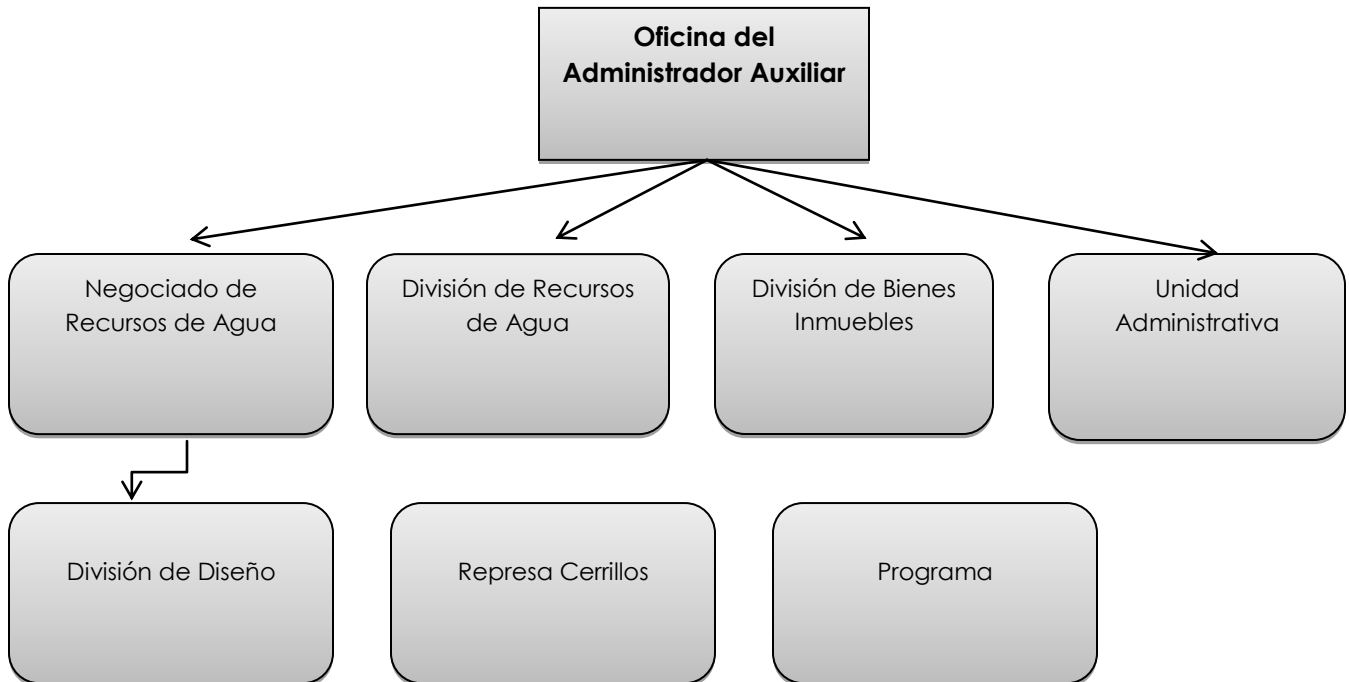 Oficina del
Administrador Auxiliar
Negociado de
Recursos de Agua
División de Recursos
de Agua
División de Bienes
Inmuebles
Unidad
Administrativa
División de Diseño
Represa Cerrillos
Programa